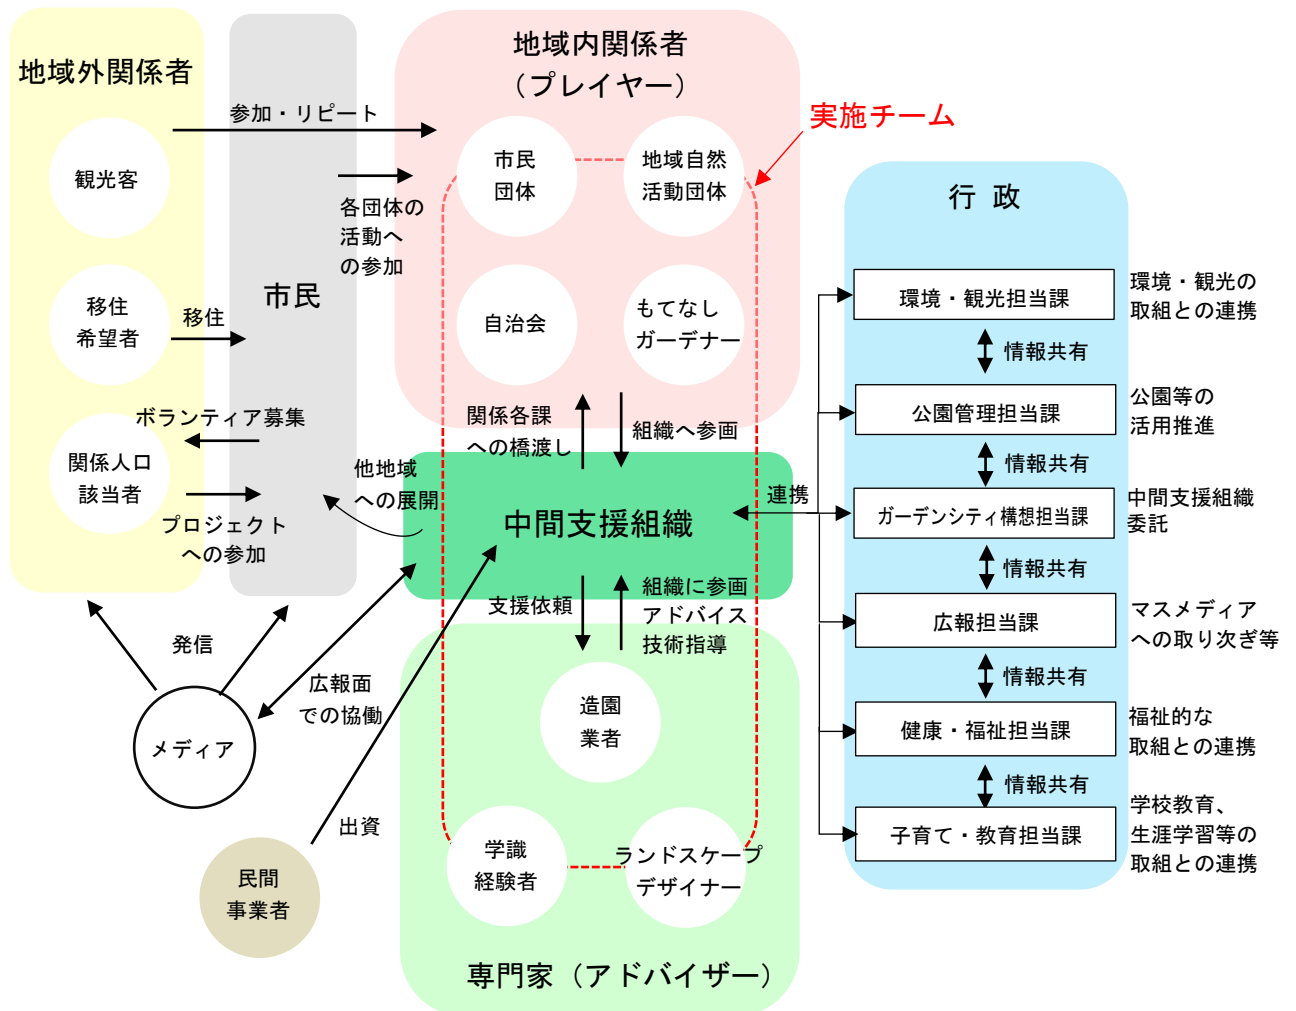 地域外関係者
観光客
移住
希望者
関係人口
該当者
市民
参加・リピート
各団体の
活動へ
の参加
移住
ボランティア募集
プロジェクト
への参加
地域内関係者
（プレイヤー）
市民
団体
地域自然
活動団体
自治会
もてなし
ガーデナー
実施チーム
関係各課
への橋渡し
組織へ参画
他地域
への展開
中間支援組織
連携
支援依頼
組織に参画
アドバイス
技術指導
造園
業者
学識
経験者
ランドスケープ
デザイナー
専門家（アドバイザー）
発信
メディア
広報面
での協働
出資
民間
事業者
行 政
環境・観光担当課
環境・観光の
取組との連携
情報共有
公園管理担当課
公園等の
活用推進
情報共有
ガーデンシティ構想担当課
中間支援組織
委託
情報共有
広報担当課
マスメディア
への取り次ぎ等
情報共有
健康・福祉担当課
福祉的な
取組との連携
情報共有
子育て・教育担当課
学校教育、
生涯学習等の
取組との連携